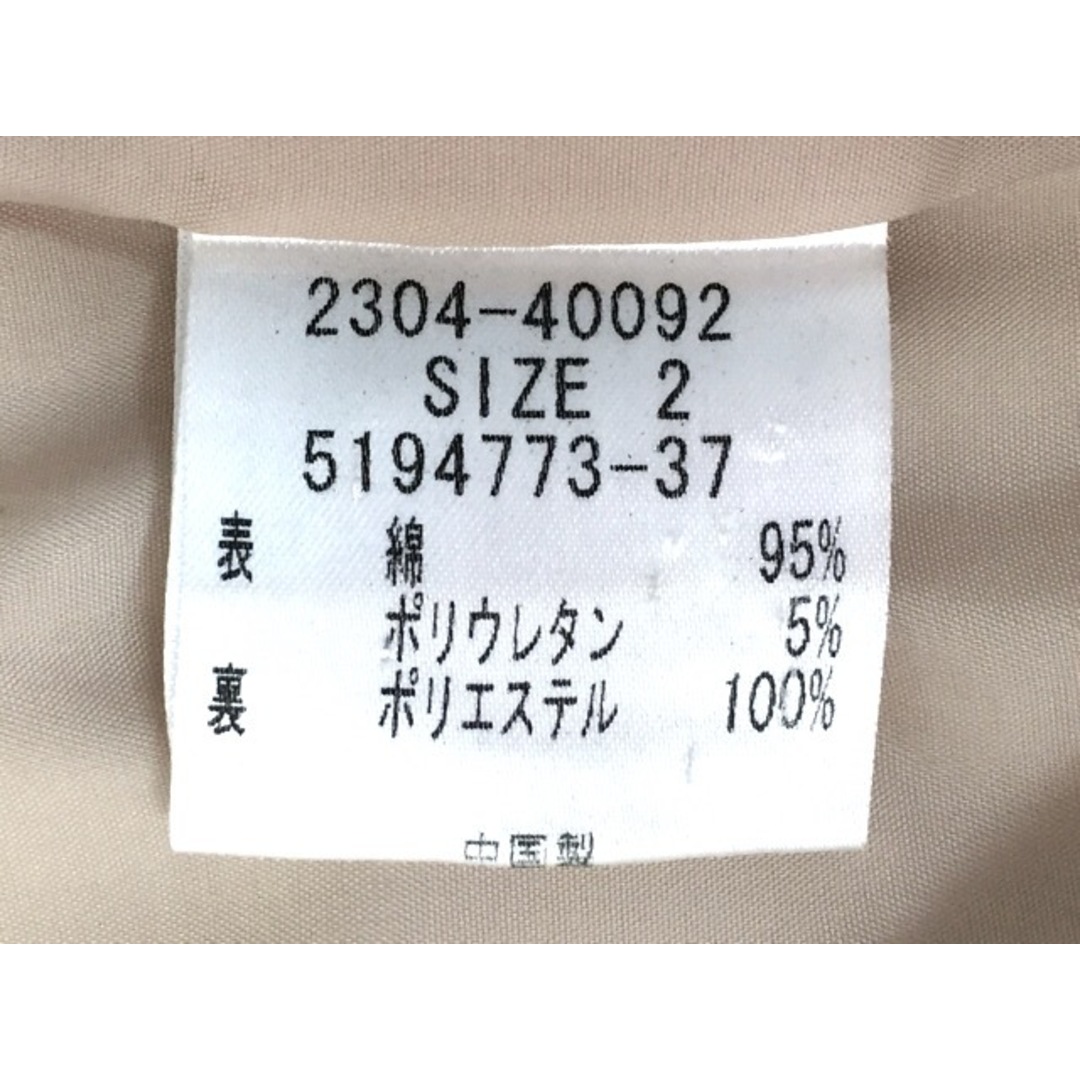 2304-40092
SIZE 2
5194773-37
表 綿 95%
ポリウレタン 5%
裏 ポリエステル 100%
中国製